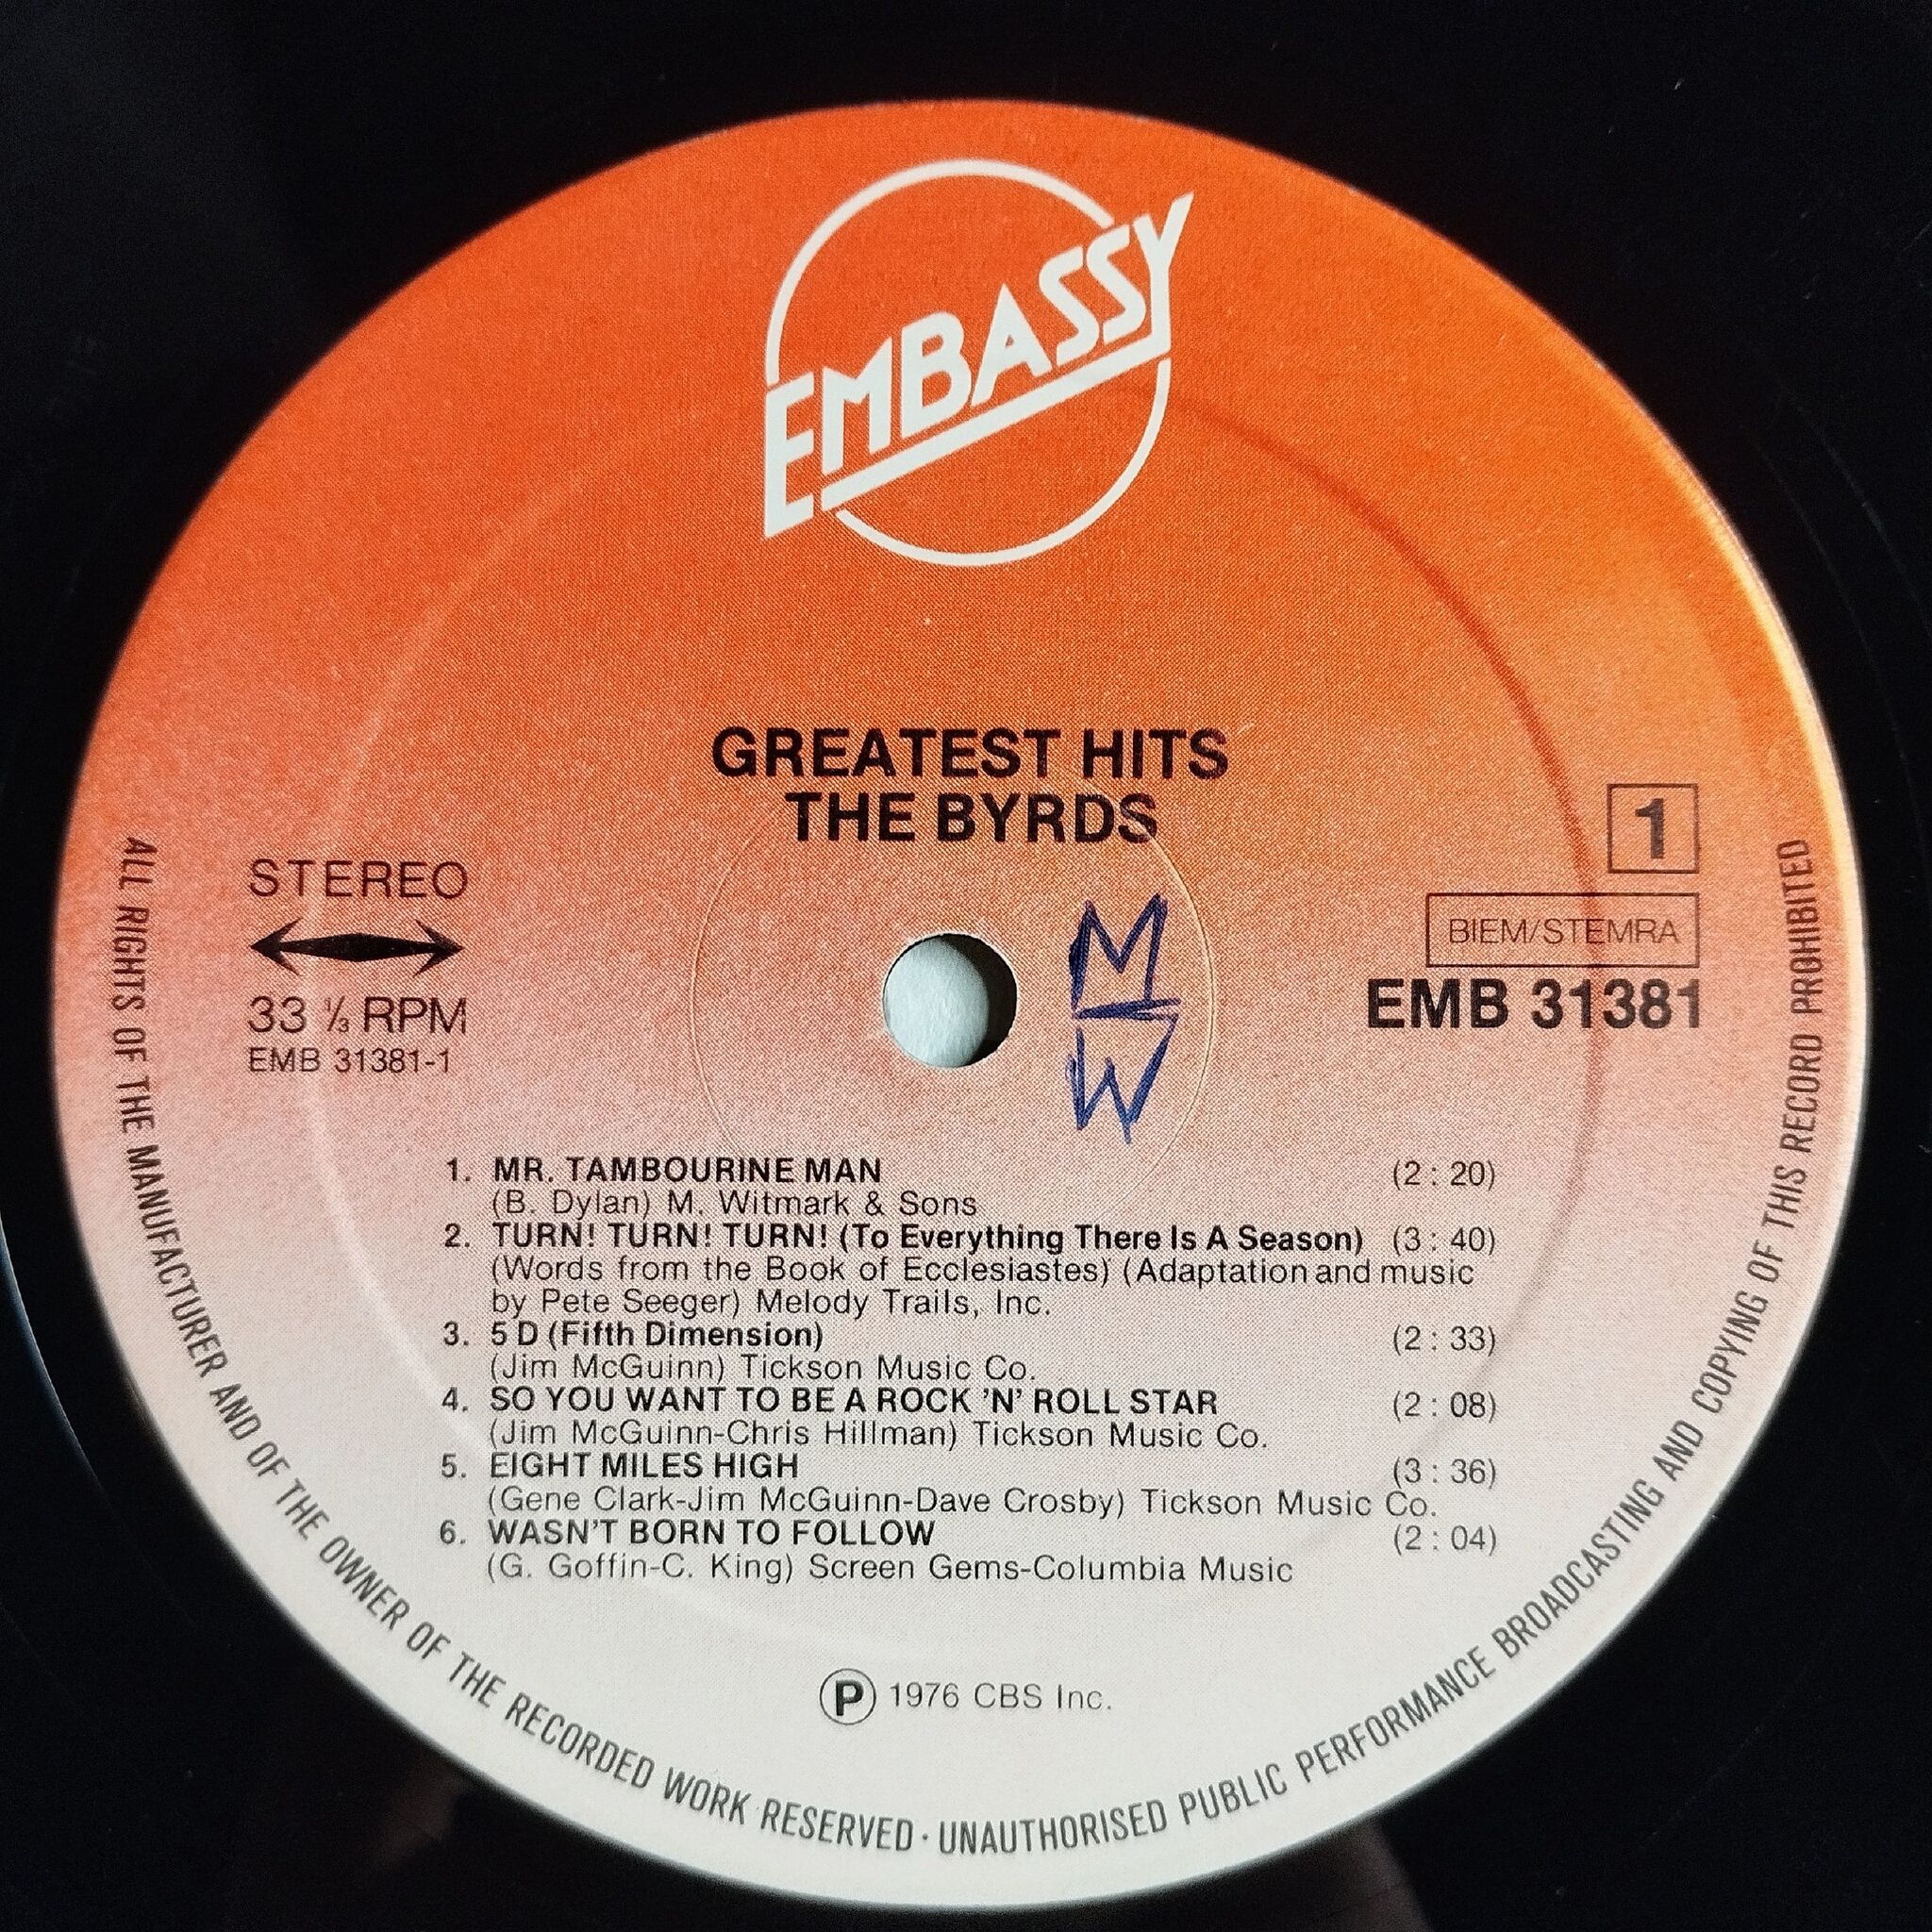 EMBASSY
GREATEST HITS
THE BYRDS
STEREO
33 ⅓ RPM
EMB 31381-1
1
BIEM/STEMRA
EMB 31381
M
W
1. MR. TAMBOURINE MAN (2 : 20)
(B. Dylan) M. Witmark & Sons
2. TURN! TURN! TURN! (To Everything There Is A Season) (3 : 40)
(Words from the Book of Ecclesiastes) (Adaptation and music
by Pete Seeger) Melody Trails, Inc.
3. 5 D (Fifth Dimension) (2 : 33)
(Jim McGuinn) Tickson Music Co.
4. SO YOU WANT TO BE A ROCK 'N' ROLL STAR (2 : 08)
(Jim McGuinn-Chris Hillman) Tickson Music Co.
5. EIGHT MILES HIGH (3 : 36)
(Gene Clark-Jim McGuinn-Dave Crosby) Tickson Music Co.
6. WASN'T BORN TO FOLLOW (2 : 04)
(G. Goffin-C. King) Screen Gems-Columbia Music
Ⓟ 1976 CBS Inc.
ALL RIGHTS OF THE MANUFACTURER AND OF THE OWNER OF THE RECORDED WORK RESERVED · UNAUTHORISED PUBLIC PERFORMANCE BROADCASTING AND COPYING OF THIS RECORD PROHIBITED